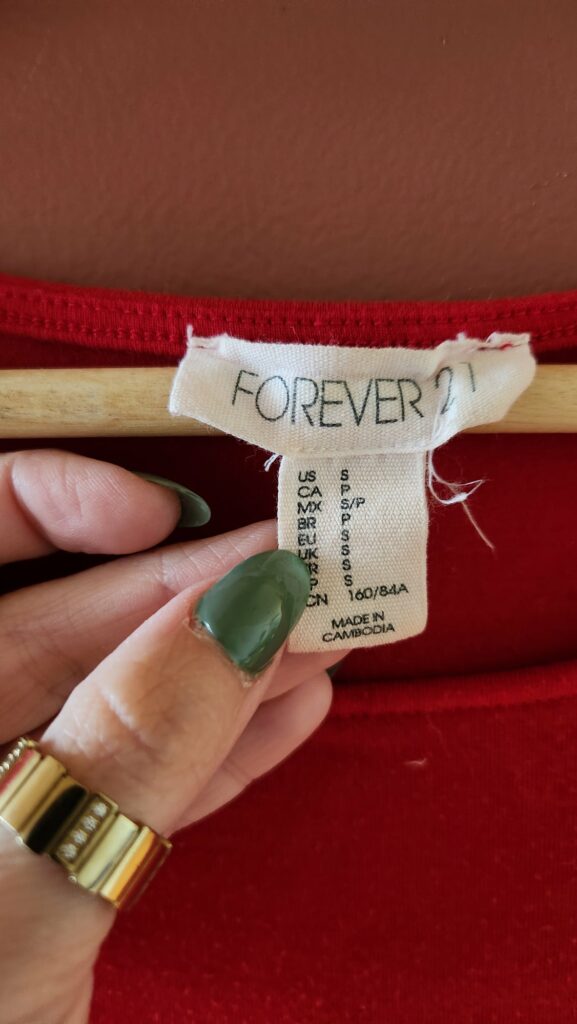 FOREVER 21
US S
CA P
MX S/P
BR P
EU S
UK S
R S
P S
CN 160/84A
MADE IN
CAMBODIA